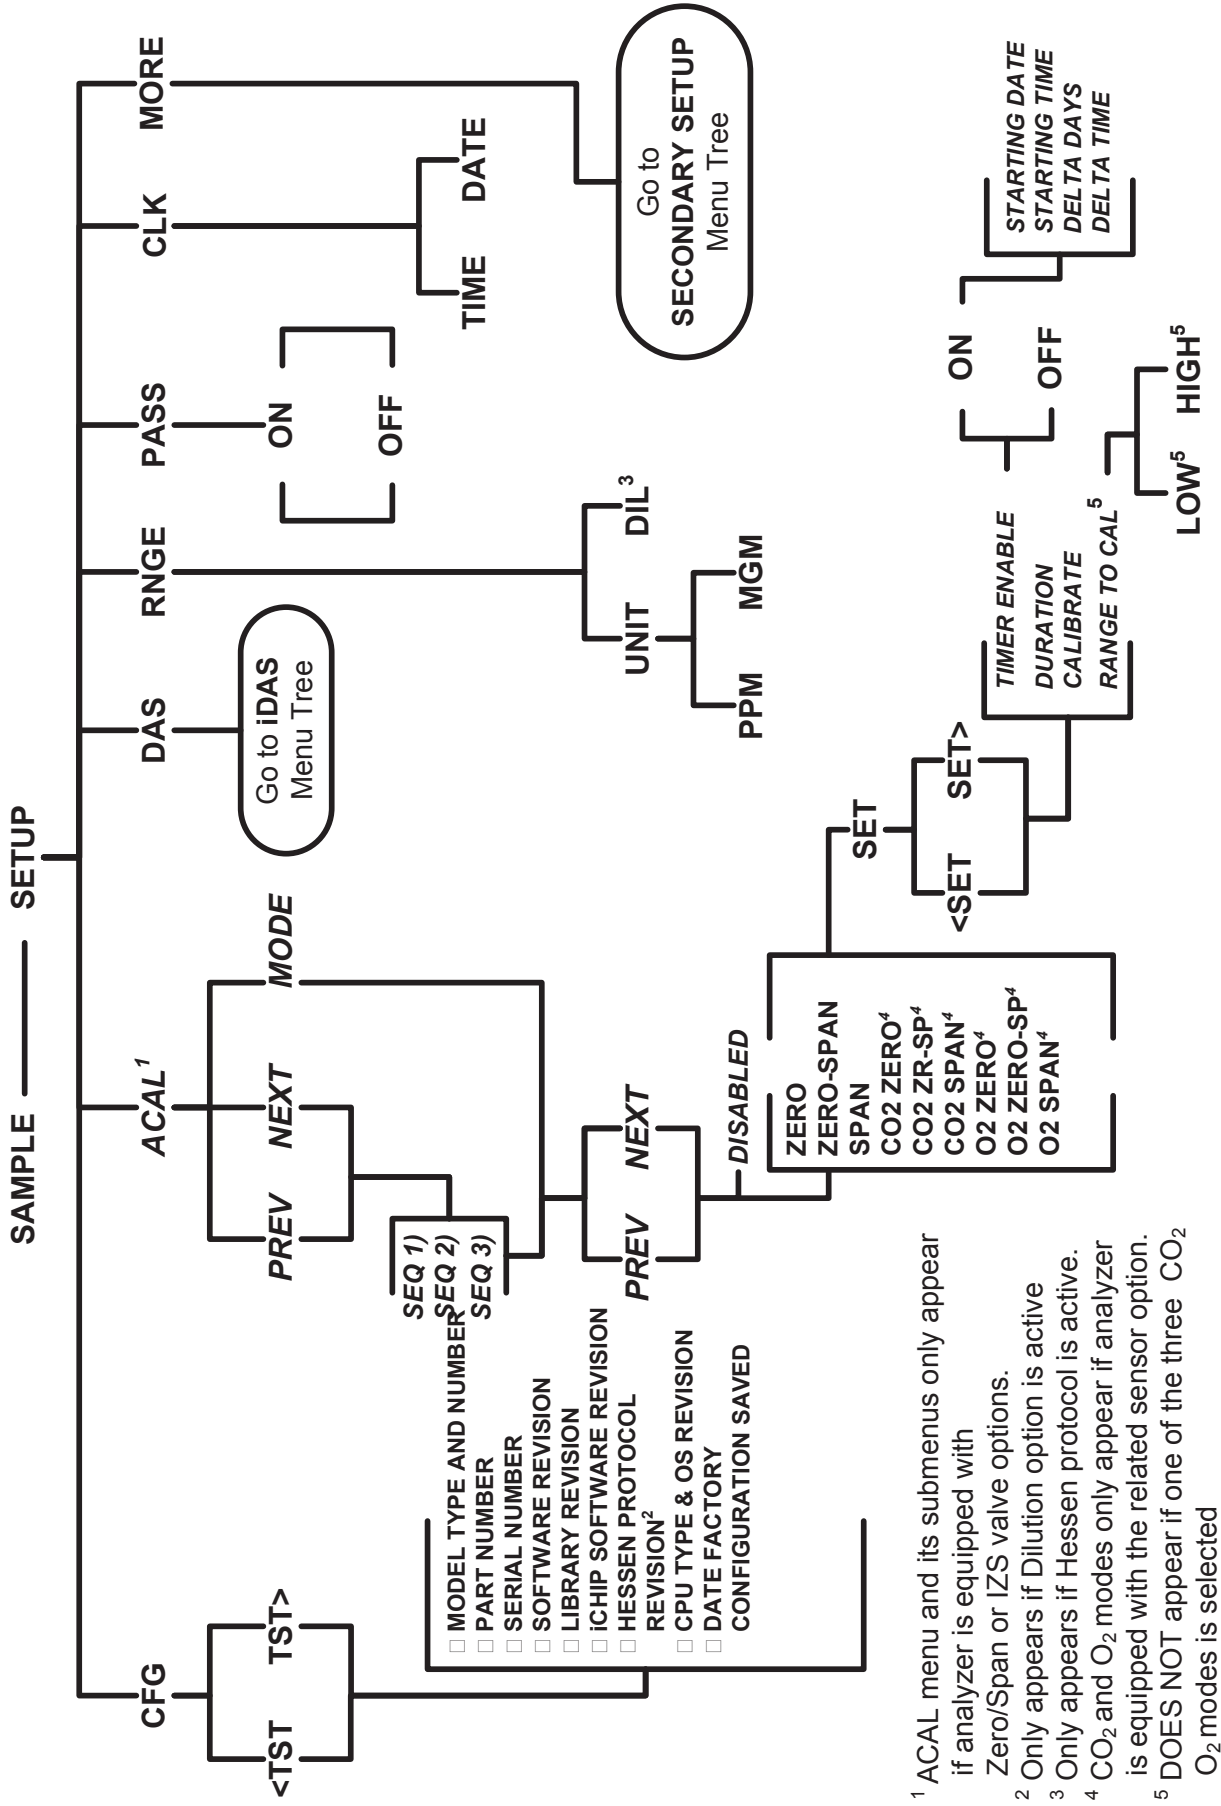 SAMPLE SETUP
CFG ACAL¹ DAS RNGE PASS CLK MORE
<TST TST>
PREV NEXT MODE
Go to iDAS
Menu Tree
ON
OFF
TIME DATE
SEQ 1)
SEQ 2)
SEQ 3)
□ MODEL TYPE AND NUMBER
□ PART NUMBER
□ SERIAL NUMBER
□ SOFTWARE REVISION
□ LIBRARY REVISION
□ iCHIP SOFTWARE REVISION
□ HESSEN PROTOCOL
REVISION²
□ CPU TYPE & OS REVISION
□ DATE FACTORY
CONFIGURATION SAVED
PREV NEXT
UNIT DIL³
PPM MGM
Go to
SECONDARY SETUP
Menu Tree
DISABLED
ZERO
ZERO-SPAN
SPAN
CO2 ZERO⁴
CO2 ZR-SP⁴
CO2 SPAN⁴
O2 ZERO⁴
O2 ZERO-SP⁴
O2 SPAN⁴
SET
<SET SET>
TIMER ENABLE
DURATION
CALIBRATE
RANGE TO CAL⁵
ON
OFF
STARTING DATE
STARTING TIME
DELTA DAYS
DELTA TIME
LOW⁵ HIGH⁵
¹ ACAL menu and its submenus only appear
if analyzer is equipped with
Zero/Span or IZS valve options.
² Only appears if Dilution option is active
³ Only appears if Hessen protocol is active.
⁴ CO₂ and O₂ modes only appear if analyzer
is equipped with the related sensor option.
⁵ DOES NOT appear if one of the three CO₂
O₂ modes is selected